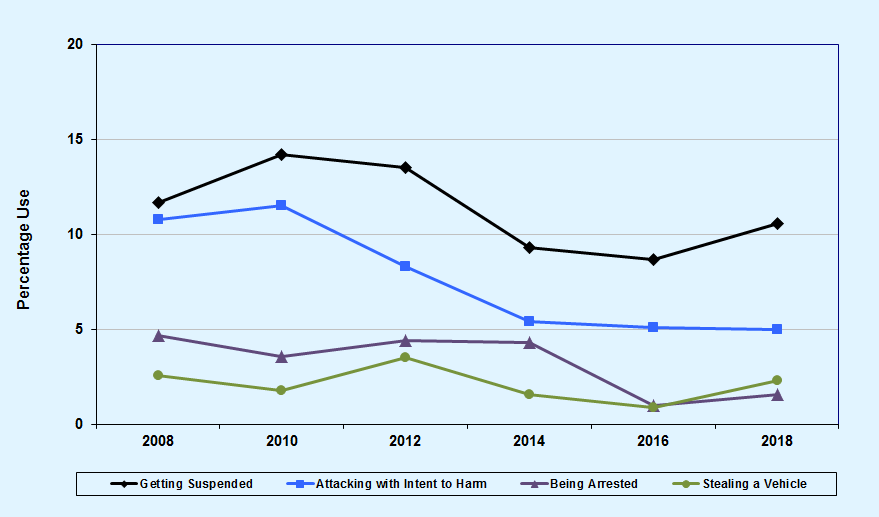 20
15
10
5
0
Percentage Use
2008 2010 2012 2014 2016 2018
Getting Suspended Attacking with Intent to Harm Being Arrested Stealing a Vehicle